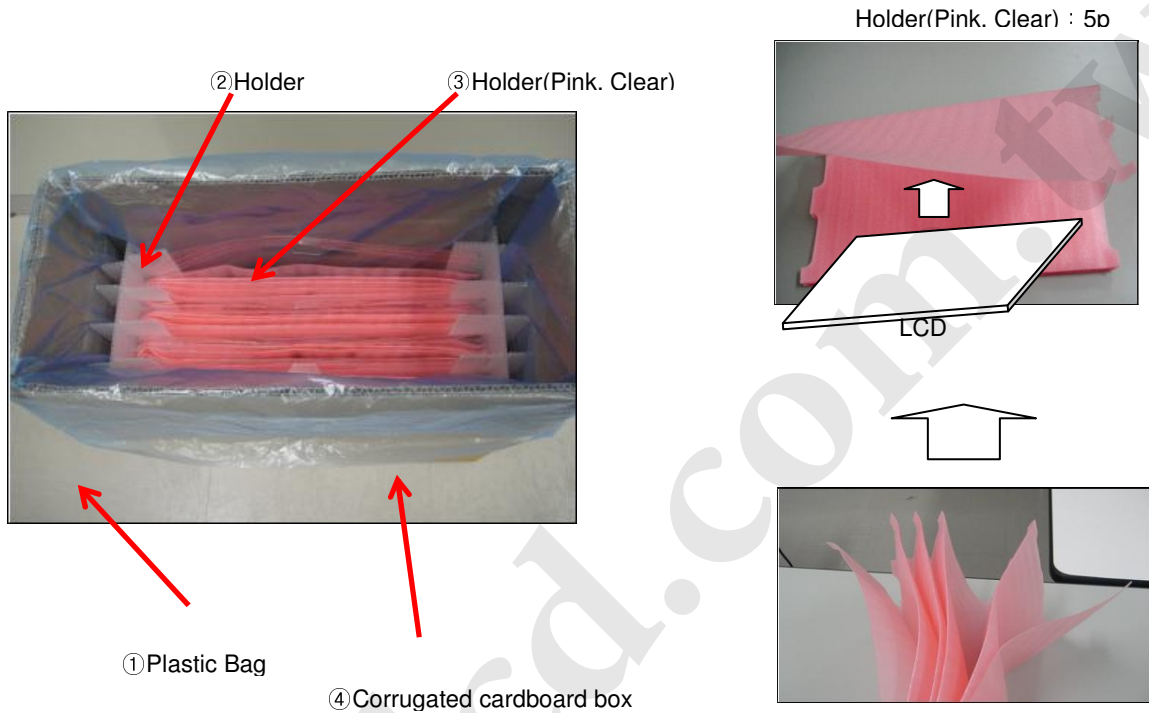 Holder(Pink. Clear) : 5p
②Holder
③Holder(Pink. Clear)
LCD
①Plastic Bag
④Corrugated cardboard box